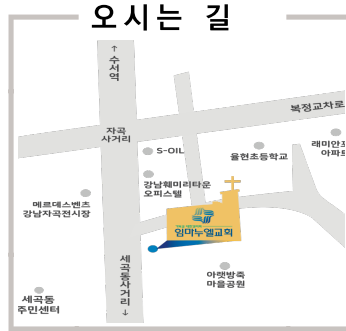 오시는 길
↑
수서역
복정교차로
자곡
사거리
S-OIL
율현초등학교
래미안포
아파트
강남훼미리타운
오피스텔
메르데스벤츠
강남자곡전시장
임마누엘교회
세곡동사거리
↓
아랫방죽
마을공원
세곡동
주민센터